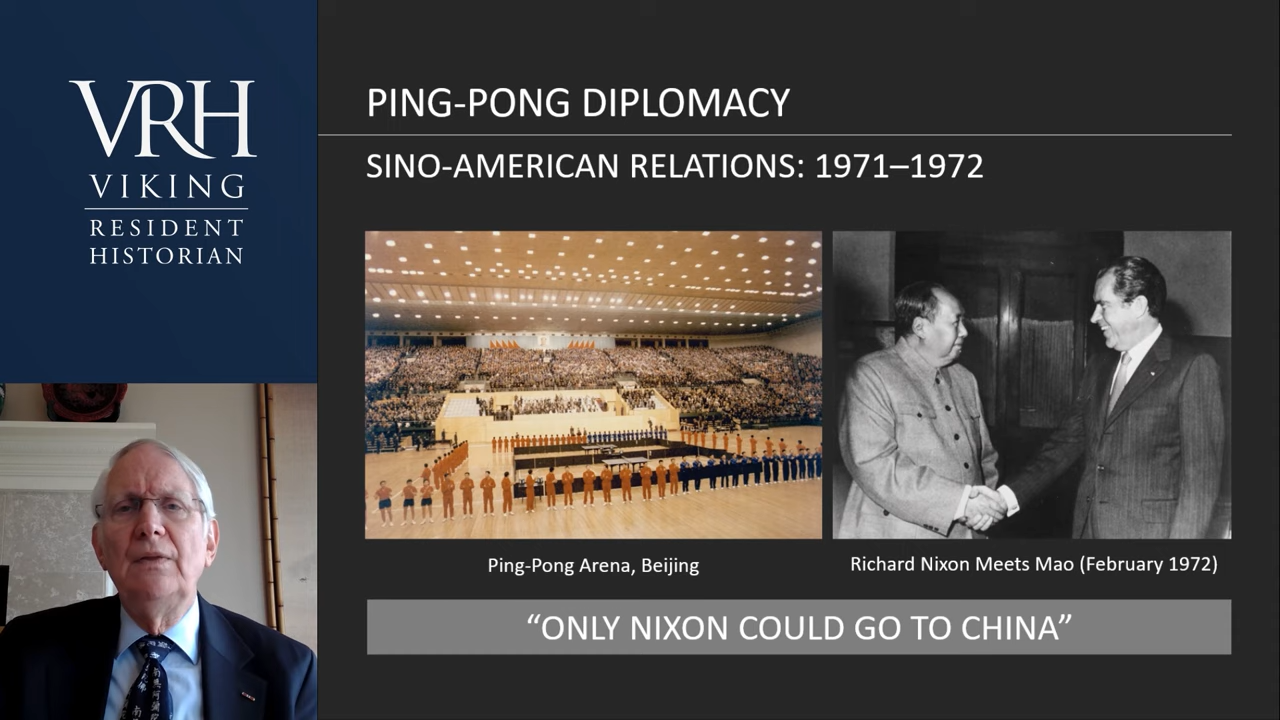 VRH
VIKING
RESIDENT
HISTORIAN
PING-PONG DIPLOMACY
SINO-AMERICAN RELATIONS: 1971–1972
Ping-Pong Arena, Beijing
Richard Nixon Meets Mao (February 1972)
“ONLY NIXON COULD GO TO CHINA”